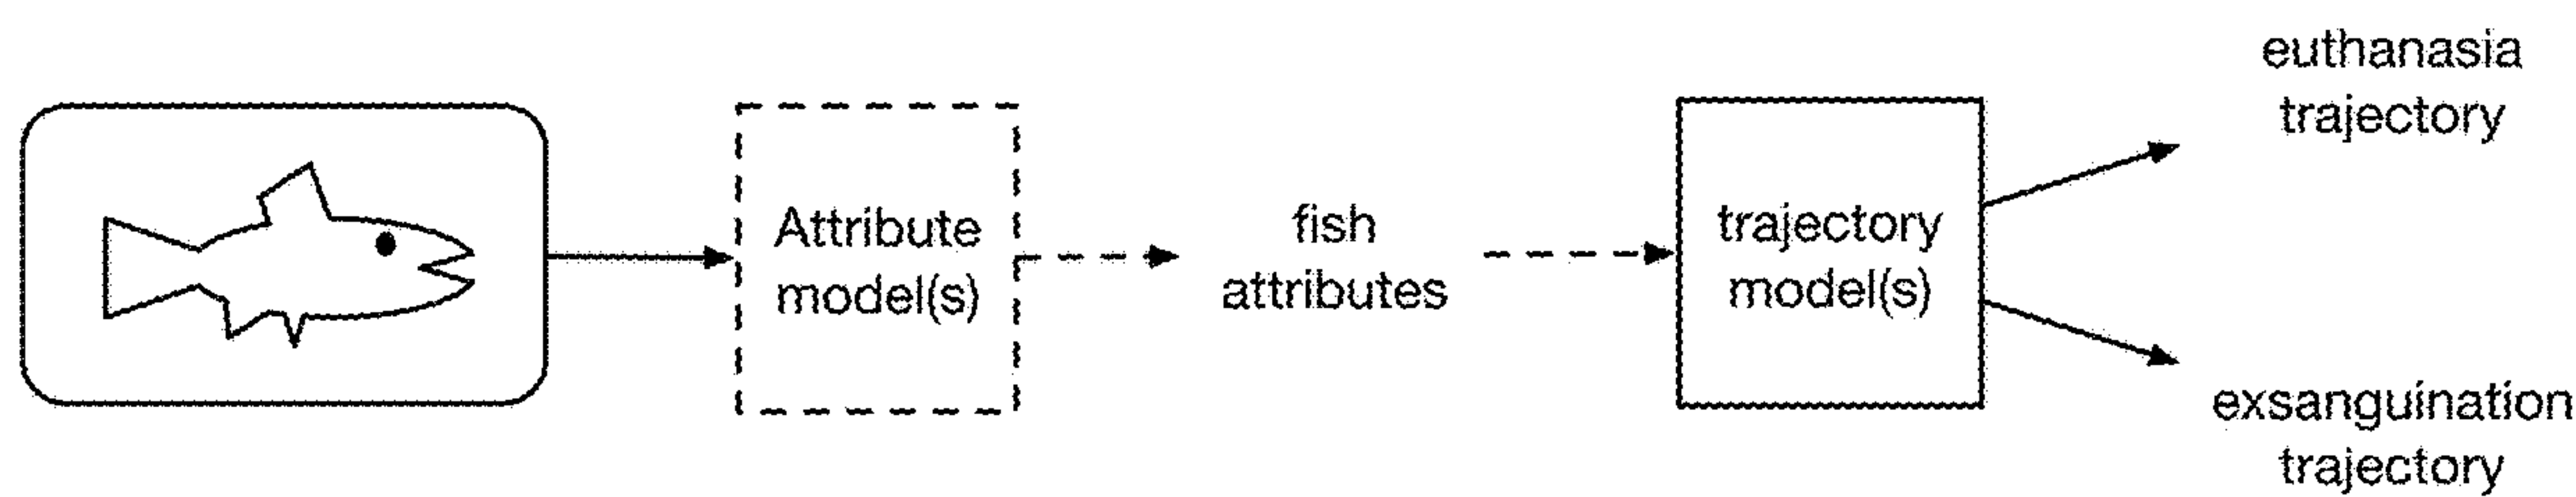 Attribute
model(s)
fish
attributes
trajectory
model(s)
euthanasia
trajectory
exsanguination
trajectory